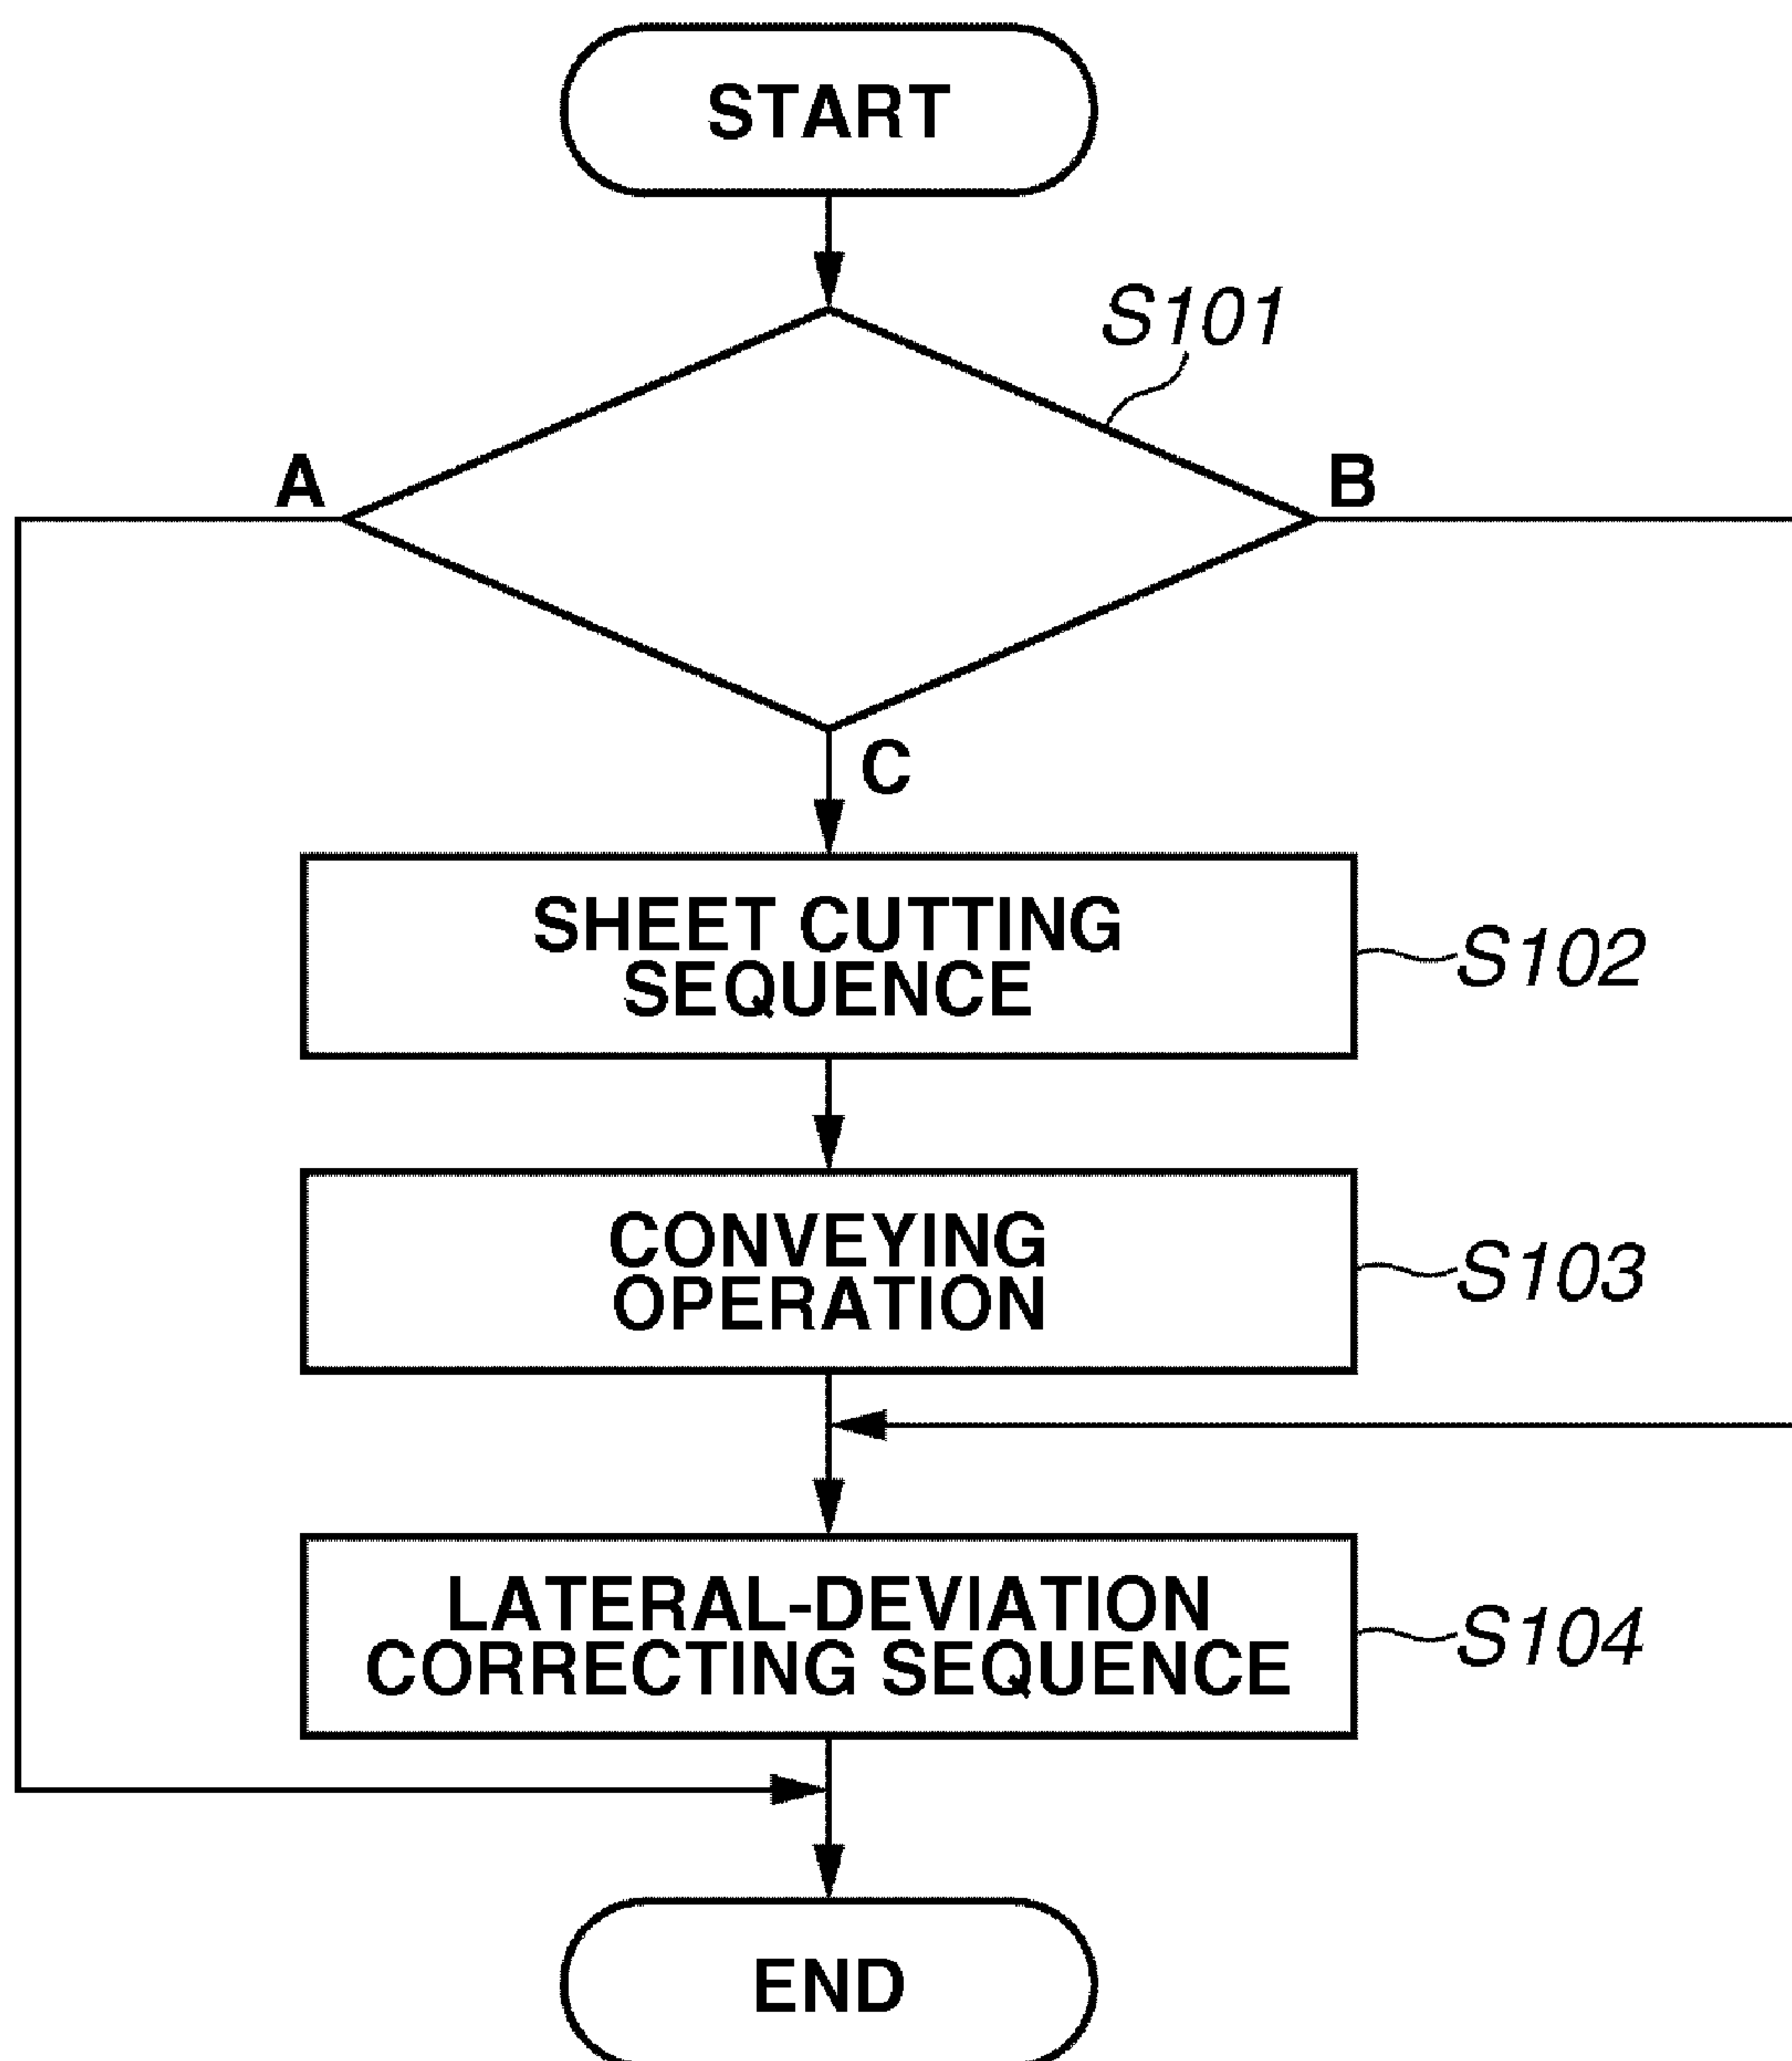 START
S101
A
B
C
SHEET CUTTING
SEQUENCE
S102
CONVEYING
OPERATION
S103
LATERAL-DEVIATION
CORRECTING SEQUENCE
S104
END